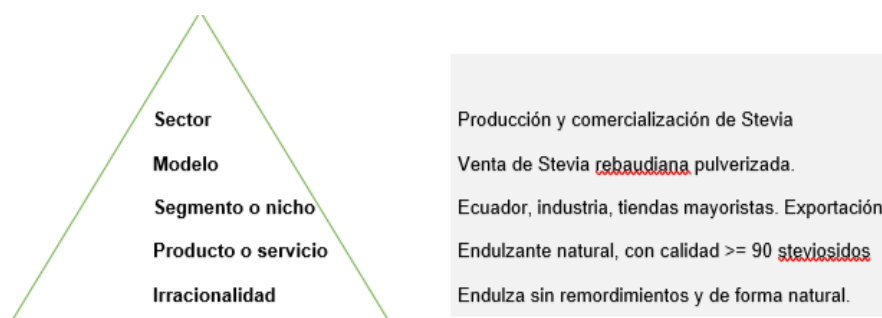 Sector Producción y comercialización de Stevia
Modelo Venta de Stevia rebaudiana pulverizada.
Segmento o nicho Ecuador, industria, tiendas mayoristas. Exportación
Producto o servicio Endulzante natural, con calidad >= 90 steviosidos
Irracionalidad Endulza sin remordimientos y de forma natural.